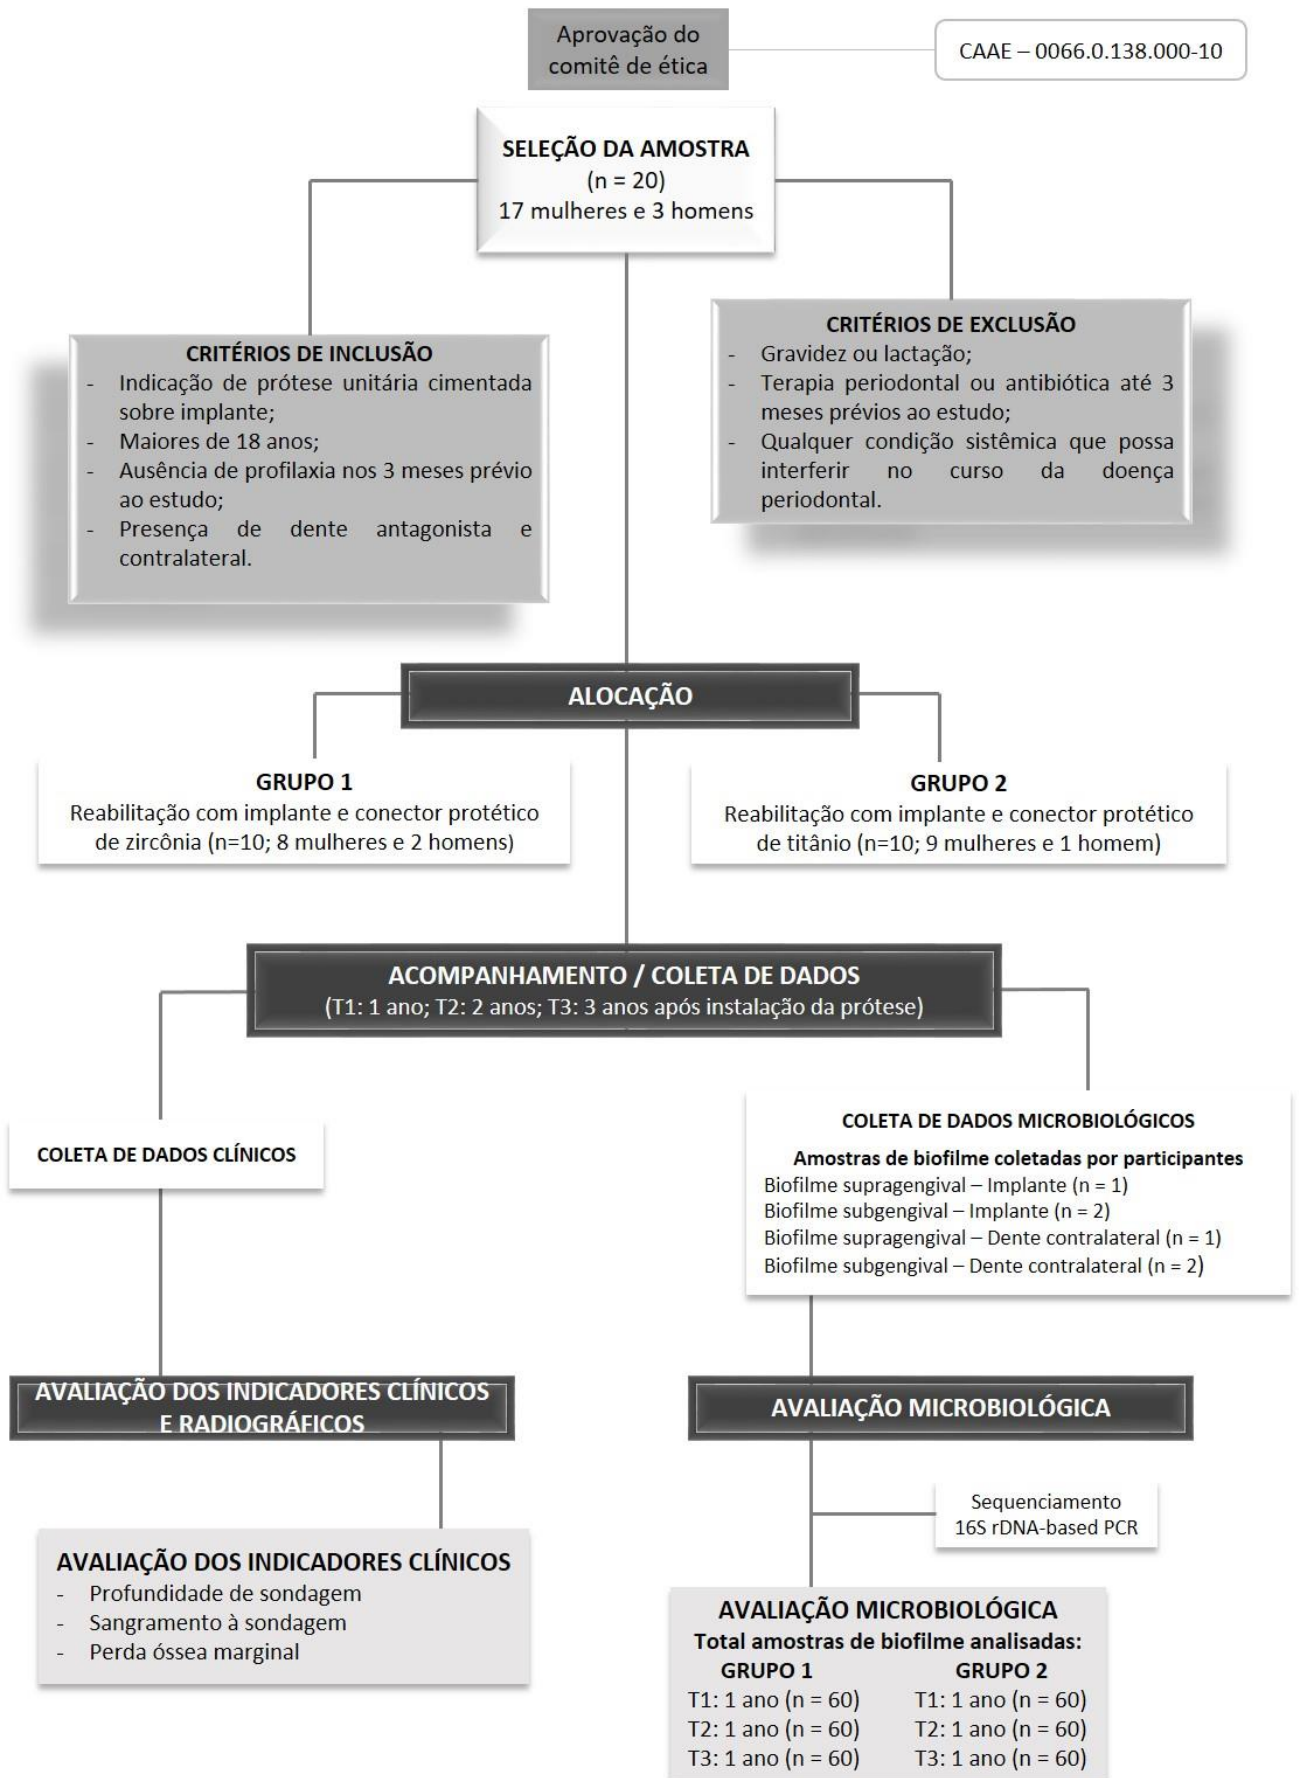 Aprovação do
comitê de ética
CAAE – 0066.0.138.000-10
SELEÇÃO DA AMOSTRA
(n = 20)
17 mulheres e 3 homens
CRITÉRIOS DE INCLUSÃO
- Indicação de prótese unitária cimentada
sobre implante;
- Maiores de 18 anos;
- Ausência de profilaxia nos 3 meses prévio
ao estudo;
- Presença de dente antagonista e
contralateral.
CRITÉRIOS DE EXCLUSÃO
- Gravidez ou lactação;
- Terapia periodontal ou antibiótica até 3
meses prévios ao estudo;
- Qualquer condição sistêmica que possa
interferir no curso da doença
periodontal.
ALOCAÇÃO
GRUPO 1
Reabilitação com implante e conector protético
de zircônia (n=10; 8 mulheres e 2 homens)
GRUPO 2
Reabilitação com implante e conector protético
de titânio (n=10; 9 mulheres e 1 homem)
ACOMPANHAMENTO / COLETA DE DADOS
(T1: 1 ano; T2: 2 anos; T3: 3 anos após instalação da prótese)
COLETA DE DADOS CLÍNICOS
COLETA DE DADOS MICROBIOLÓGICOS
Amostras de biofilme coletadas por participantes
Biofilme supragengival – Implante (n = 1)
Biofilme subgengival – Implante (n = 2)
Biofilme supragengival – Dente contralateral (n = 1)
Biofilme subgengival – Dente contralateral (n = 2)
AVALIAÇÃO DOS INDICADORES CLÍNICOS
E RADIOGRÁFICOS
AVALIAÇÃO DOS INDICADORES CLÍNICOS
- Profundidade de sondagem
- Sangramento à sondagem
- Perda óssea marginal
AVALIAÇÃO MICROBIOLÓGICA
Sequenciamento
16S rDNA-based PCR
AVALIAÇÃO MICROBIOLÓGICA
Total amostras de biofilme analisadas:
GRUPO 1 GRUPO 2
T1: 1 ano (n = 60) T1: 1 ano (n = 60)
T2: 1 ano (n = 60) T2: 1 ano (n = 60)
T3: 1 ano (n = 60) T3: 1 ano (n = 60)